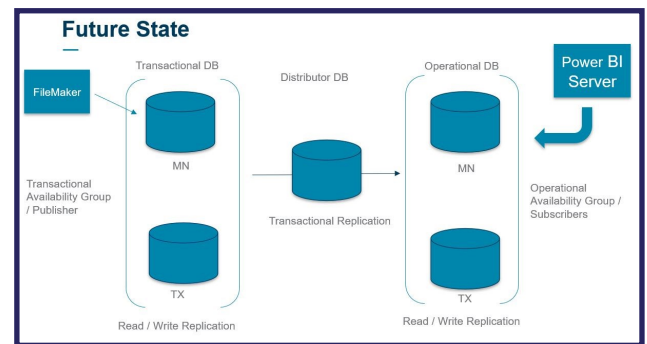 Future State
Transactional DB
Distributor DB
Operational DB
Power BI
Server
FileMaker
MN
MN
Transactional
Availability Group
/ Publisher
Transactional Replication
Operational
Availability Group /
Subscribers
TX
TX
Read / Write Replication
Read / Write Replication